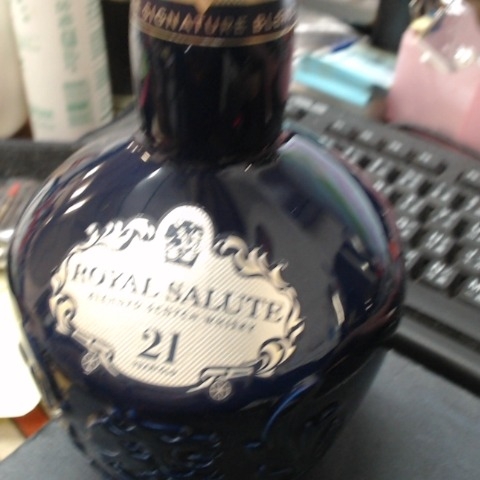 SIGNATURE BLEND
ROYAL SALUTE
BLENDED SCOTCH WHISKY
21